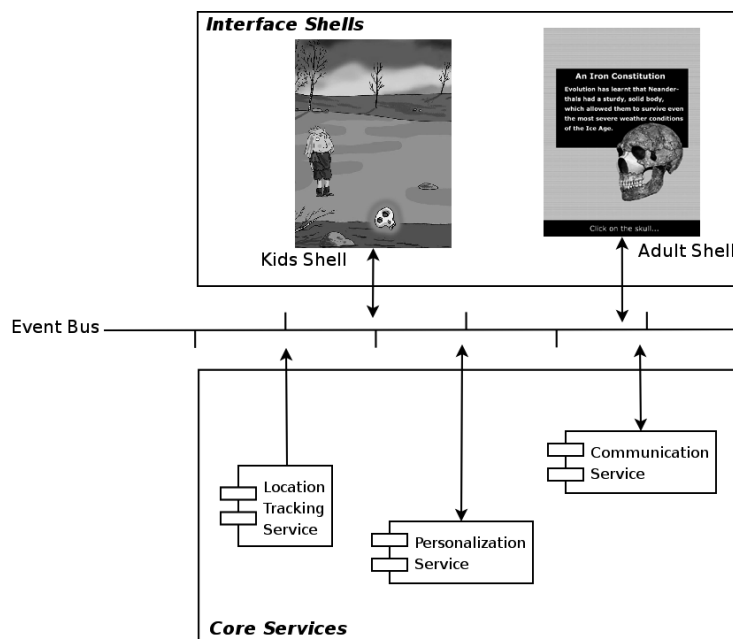 Interface Shells
An Iron Constitution
Evolution has learnt that Neander-
thals had a sturdy, solid body,
which allowed them to survive even
the most severe weather conditions
of the Ice Age.
Click on the skull...
Kids Shell
Adult Shell
Event Bus
Location
Tracking
Service
Personalization
Service
Communication
Service
Core Services